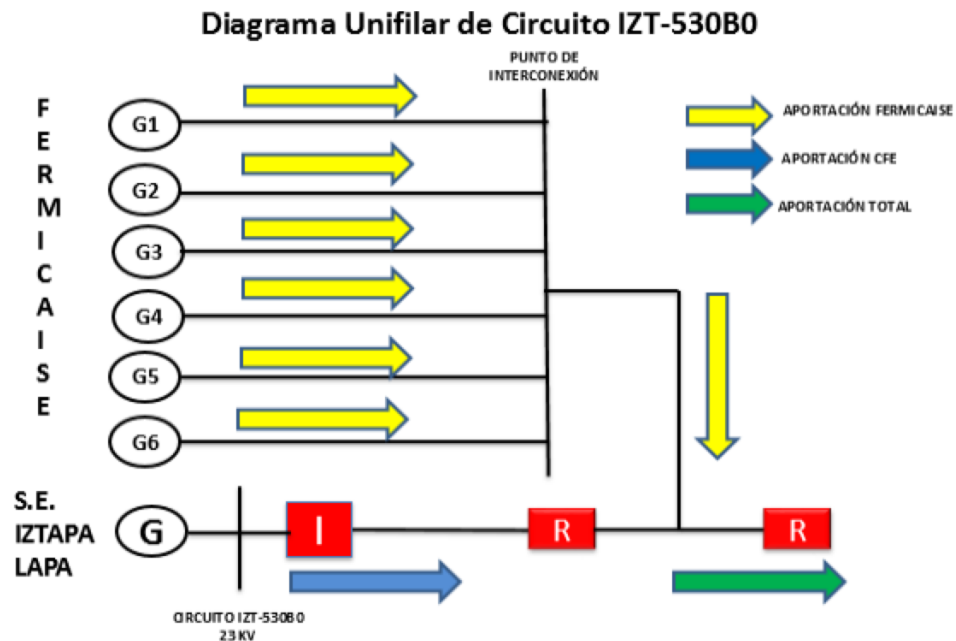 Diagrama Unifilar de Circuito IZT-530B0
PUNTO DE
INTERCONEXIÓN
FERMICAISE
G1
G2
G3
G4
G5
G6
APORTACIÓN FERMICAISE
APORTACIÓN CFE
APORTACIÓN TOTAL
S.E.
IZTAPA
LAPA
G
I
R
R
CIRCUITO IZT-530B0
23 KV